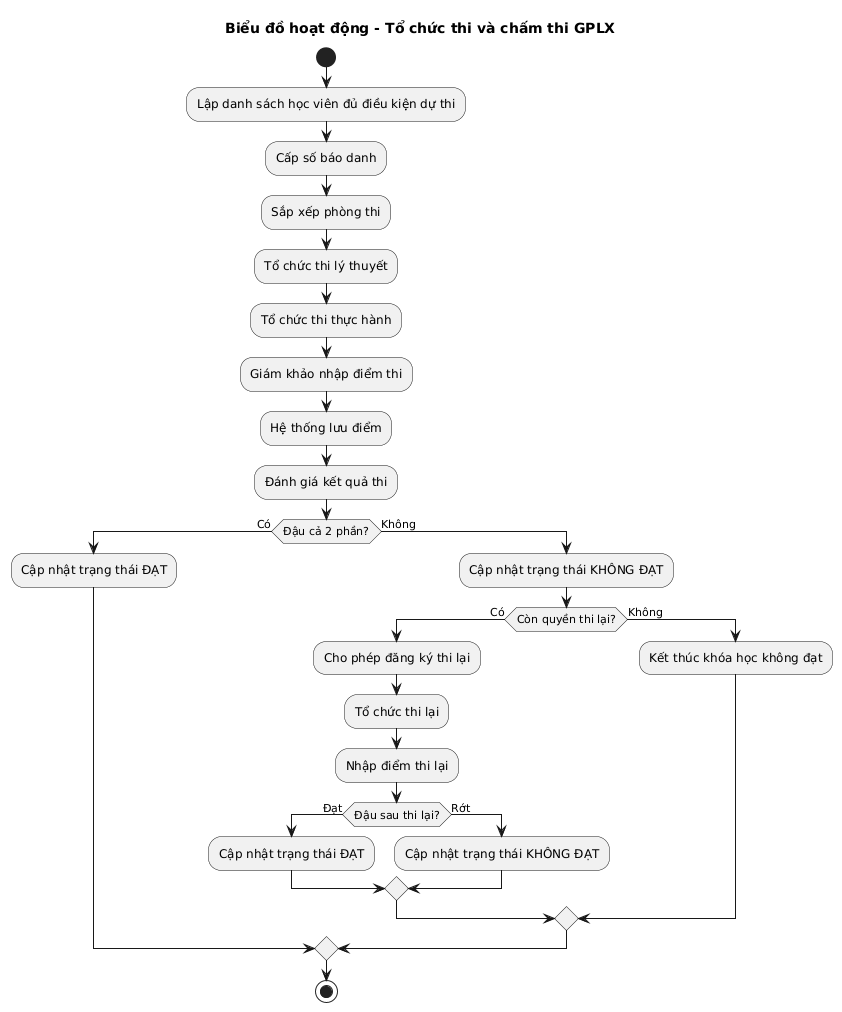 Biểu đồ hoạt động - Tổ chức thi và chấm thi GPLX
Lập danh sách học viên đủ điều kiện dự thi
Cấp số báo danh
Sắp xếp phòng thi
Tổ chức thi lý thuyết
Tổ chức thi thực hành
Giám khảo nhập điểm thi
Hệ thống lưu điểm
Đánh giá kết quả thi
Có
Đậu cả 2 phần?
Không
Cập nhật trạng thái ĐẠT
Cập nhật trạng thái KHÔNG ĐẠT
Có
Còn quyền thi lại?
Không
Cho phép đăng ký thi lại
Kết thúc khóa học không đạt
Tổ chức thi lại
Nhập điểm thi lại
Đạt
Đậu sau thi lại?
Rớt
Cập nhật trạng thái ĐẠT
Cập nhật trạng thái KHÔNG ĐẠT